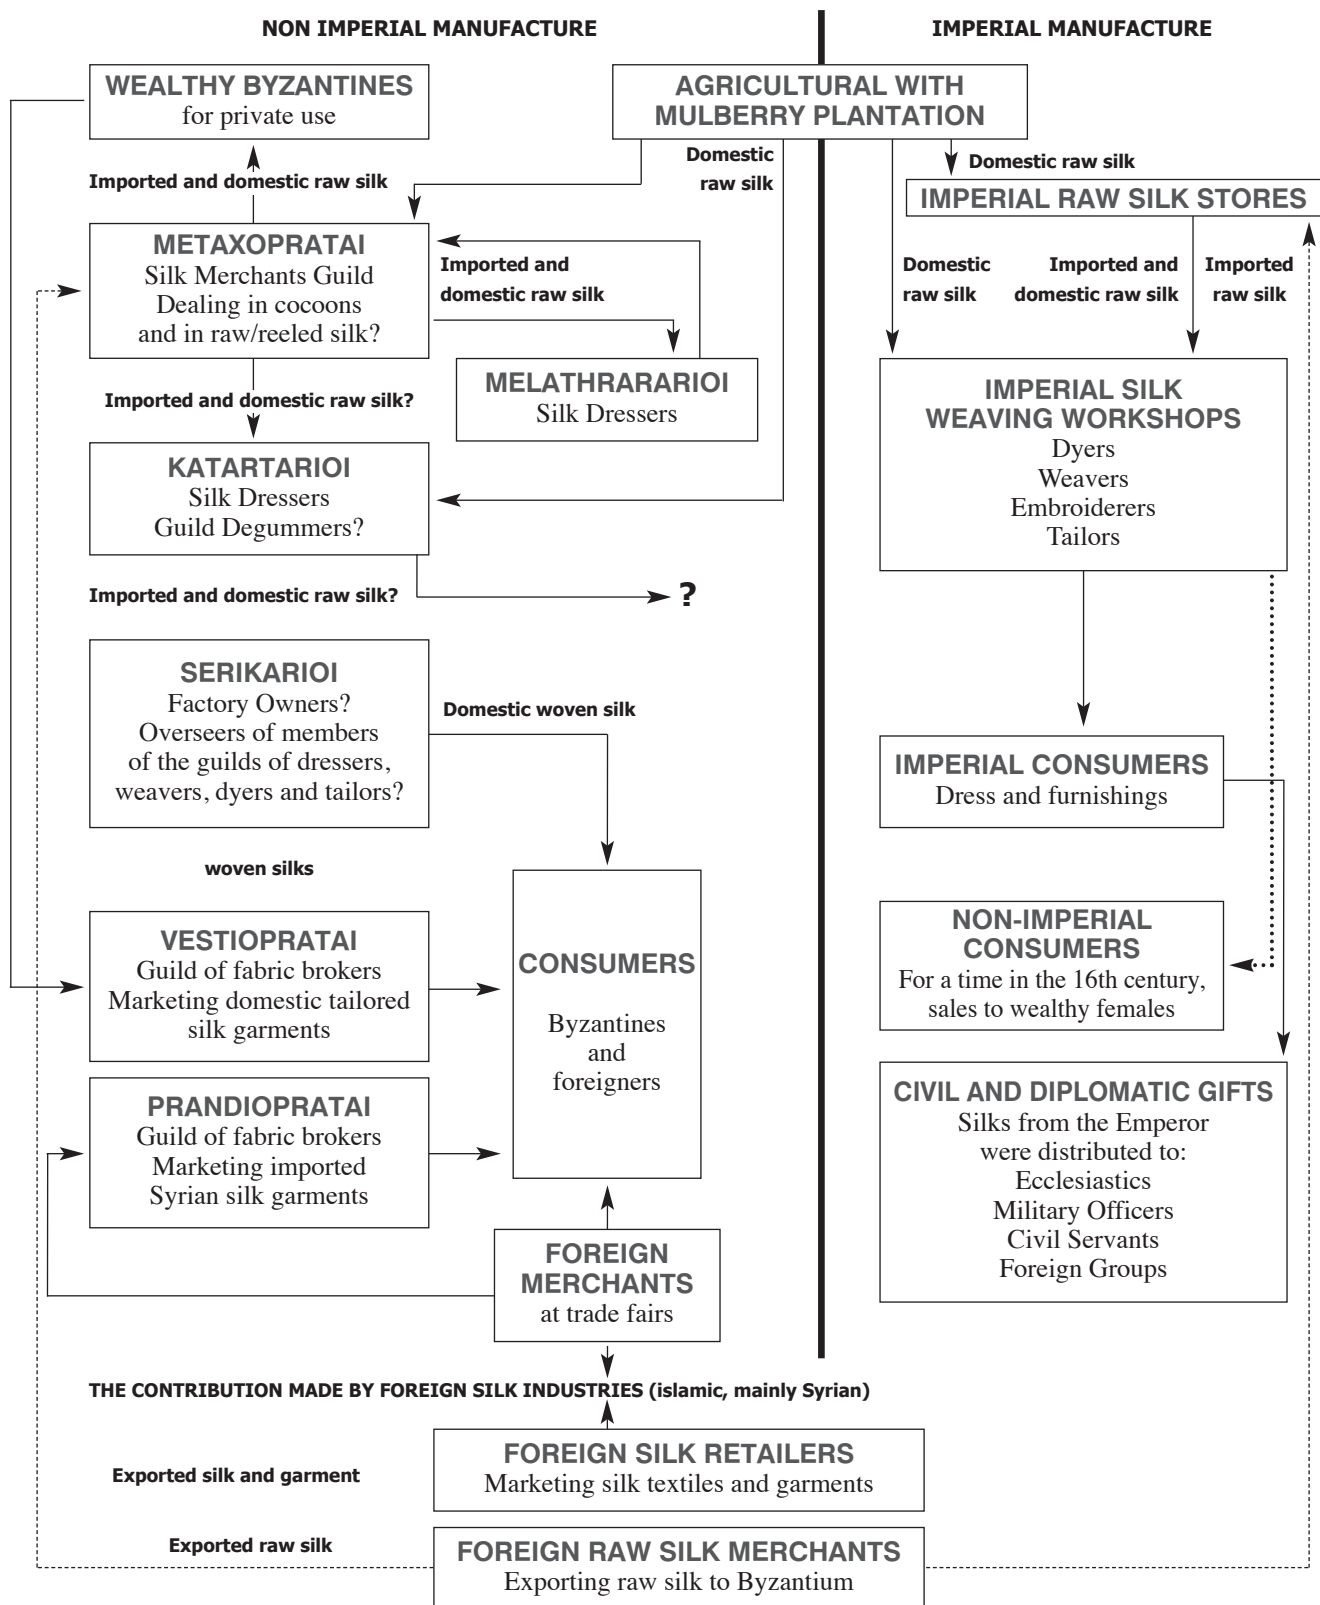 NON IMPERIAL MANUFACTURE
IMPERIAL MANUFACTURE
WEALTHY BYZANTINES
for private use
AGRICULTURAL WITH
MULBERRY PLANTATION
Imported and domestic raw silk
Domestic
raw silk
Domestic raw silk
IMPERIAL RAW SILK STORES
METAXOPRATAI
Silk Merchants Guild
Dealing in cocoons
and in raw/reeled silk?
Imported and
domestic raw silk
Domestic
raw silk
Imported and
domestic raw silk
Imported
raw silk
MELATHRARARIOI
Silk Dressers
IMPERIAL SILK
WEAVING WORKSHOPS
Dyers
Weavers
Embroiderers
Tailors
Imported and domestic raw silk?
KATARTARIOI
Silk Dressers
Guild Degummers?
Imported and domestic raw silk?
?
SERIKARIOI
Factory Owners?
Overseers of members
of the guilds of dressers,
weavers, dyers and tailors?
Domestic woven silk
IMPERIAL CONSUMERS
Dress and furnishings
woven silks
VESTIOPRATAI
Guild of fabric brokers
Marketing domestic tailored
silk garments
CONSUMERS
Byzantines
and
foreigners
NON-IMPERIAL
CONSUMERS
For a time in the 16th century,
sales to wealthy females
PRANDIOPRATAI
Guild of fabric brokers
Marketing imported
Syrian silk garments
CIVIL AND DIPLOMATIC GIFTS
Silks from the Emperor
were distributed to:
Ecclesiastics
Military Officers
Civil Servants
Foreign Groups
FOREIGN
MERCHANTS
at trade fairs
THE CONTRIBUTION MADE BY FOREIGN SILK INDUSTRIES (islamic, mainly Syrian)
FOREIGN SILK RETAILERS
Marketing silk textiles and garments
Exported silk and garment
Exported raw silk
FOREIGN RAW SILK MERCHANTS
Exporting raw silk to Byzantium